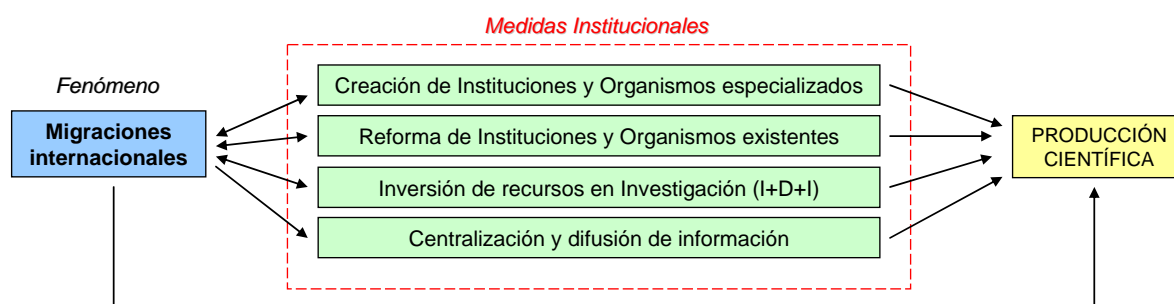 Medidas Institucionales
Fenómeno
Migraciones
internacionales
Creación de Instituciones y Organismos especializados
Reforma de Instituciones y Organismos existentes
Inversión de recursos en Investigación (I+D+I)
Centralización y difusión de información
PRODUCCIÓN
CIENTÍFICA